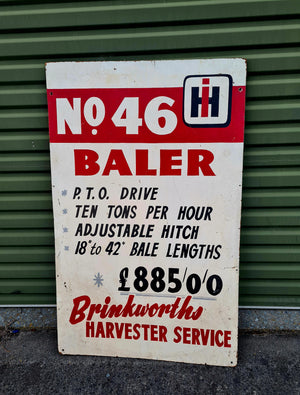 IH
Nº 46
BALER
* P.T.O. DRIVE
* TEN TONS PER HOUR
* ADJUSTABLE HITCH
* 18" to 42" BALE LENGTHS
* £885/0/0
Brinkworths
HARVESTER SERVICE